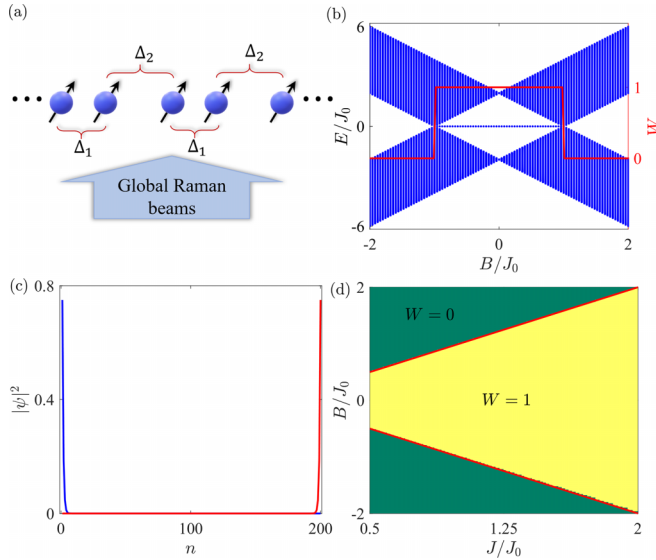 (a)
Δ₂ Δ₂
••• •••
Δ₁ Δ₁
Global Raman
beams
(b)
6
E/J₀
0
-6
-2 0 2
B/J₀
1
W
0
(c)
0.8
|ψ|²
0.4
0
0 100 200
n
(d)
2
W = 0
B/J₀
0
W = 1
-2
0.5 1.25 2
J/J₀